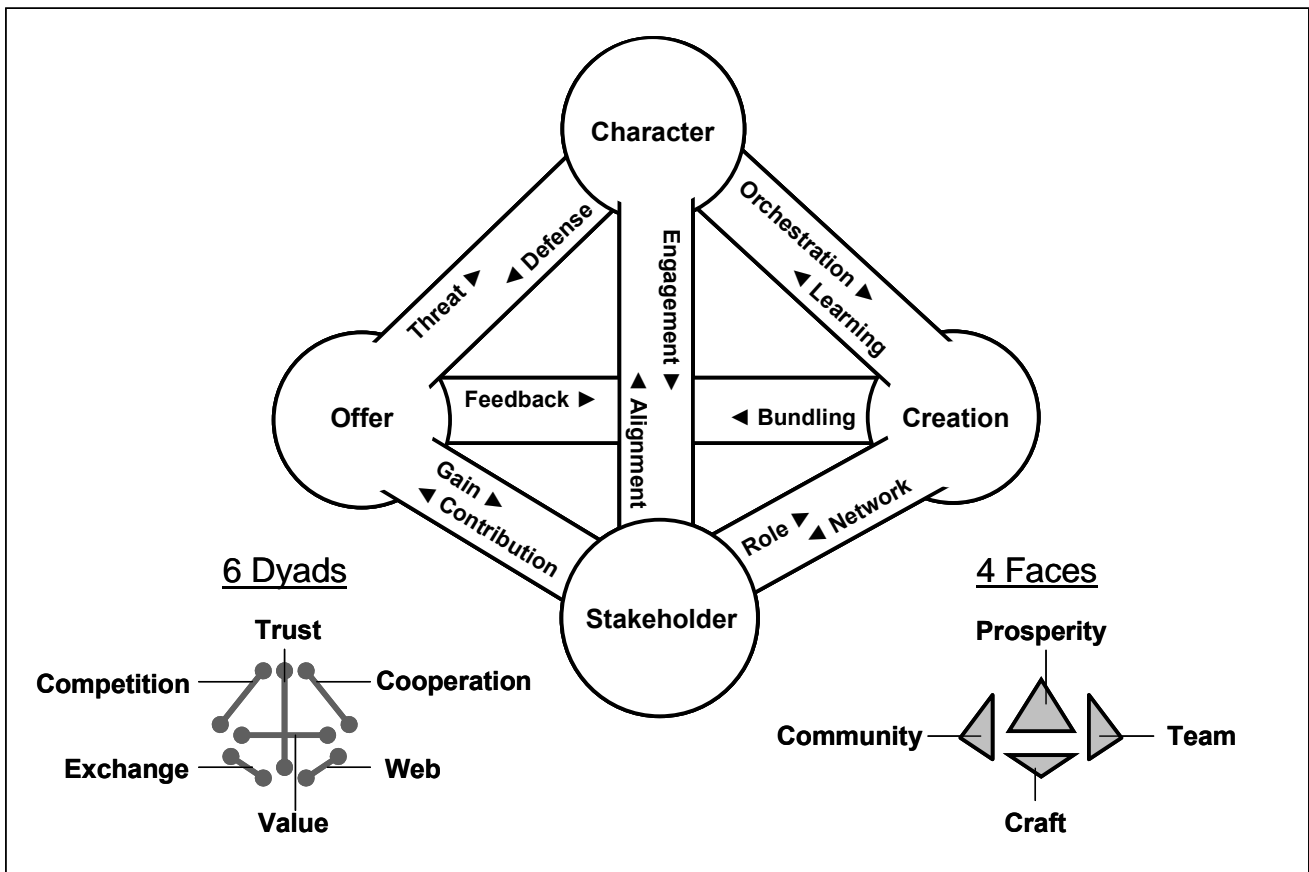 Character
Orchestration ►
◄ Learning
◄ Defense
Threat ►
Engagement ►
◄ Alignment
Offer
Feedback ►
◄ Bundling
Creation
Gain ►
◄ Contribution
Role ►
◄ Network
Stakeholder
6 Dyads
Trust
Competition
Cooperation
Exchange
Web
Value
4 Faces
Prosperity
Community
Team
Craft